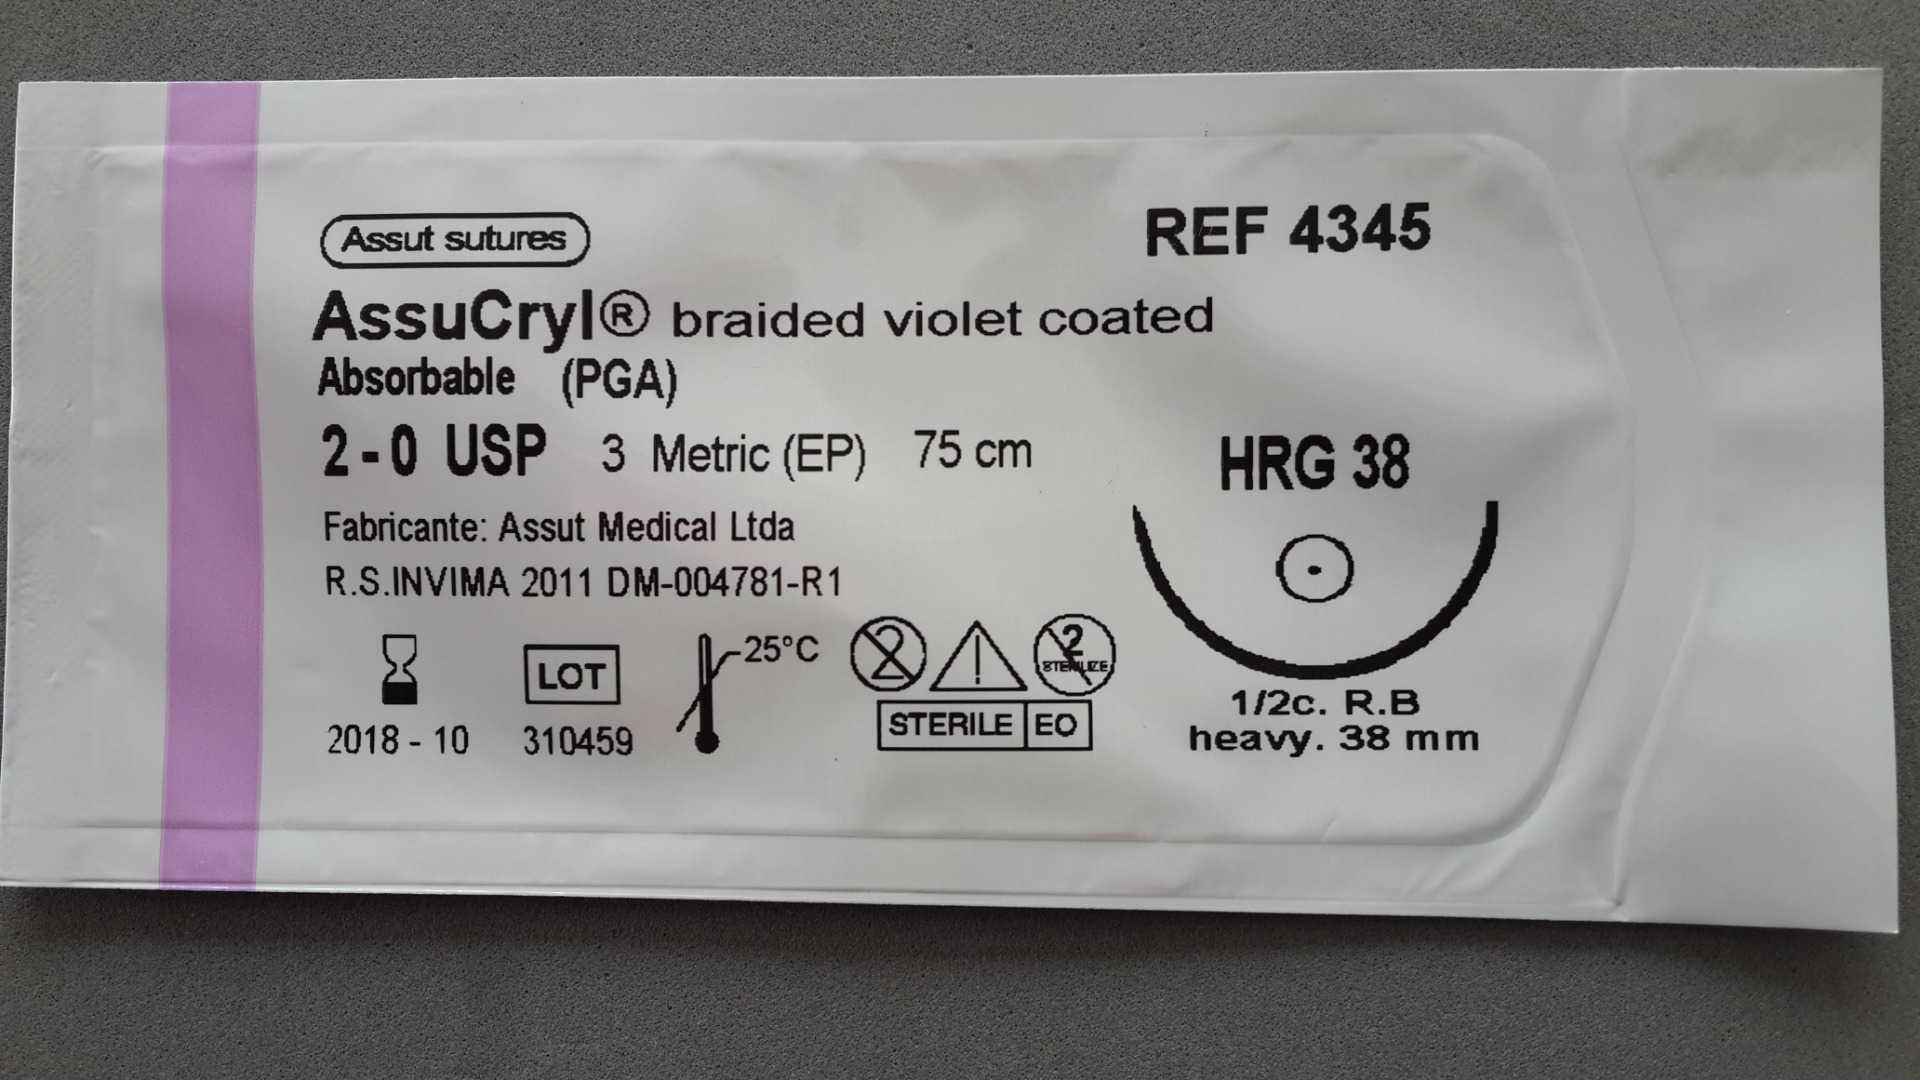 Assut sutures
REF 4345
AssuCryl® braided violet coated
Absorbable (PGA)
2-0 USP 3 Metric (EP) 75 cm
HRG 38
Fabricante: Assut Medical Ltda
R.S.INVIMA 2011 DM-004781-R1
25°C
2
2
STERILIZE
LOT
STERILE EO
2018 - 10
310459
1/2c. R.B
heavy. 38 mm